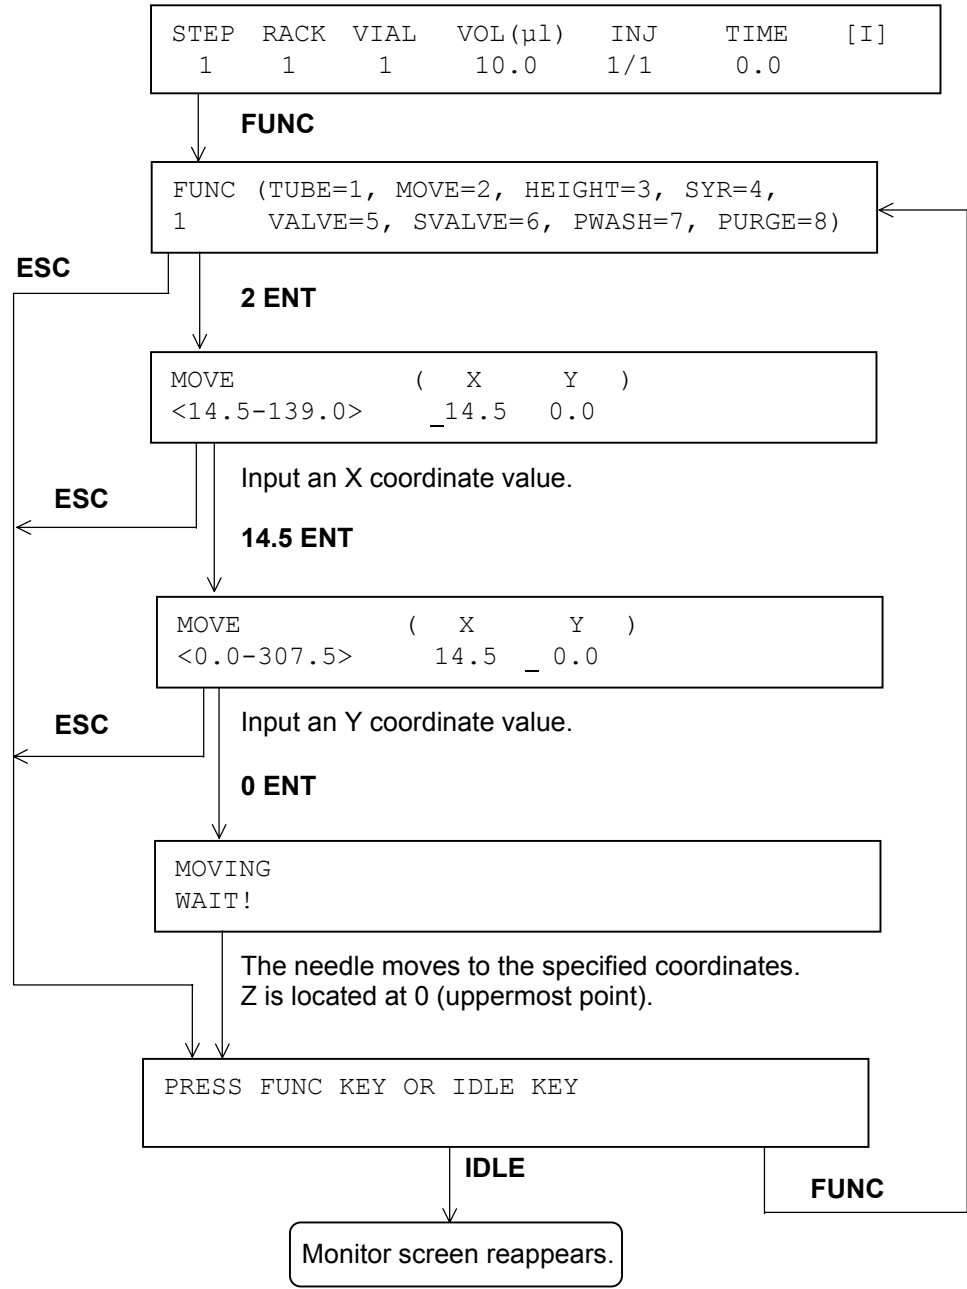 STEP RACK VIAL VOL(µl) INJ TIME [I]
1 1 1 10.0 1/1 0.0
FUNC
FUNC (TUBE=1, MOVE=2, HEIGHT=3, SYR=4,
1 VALVE=5, SVALVE=6, PWASH=7, PURGE=8)
ESC
2 ENT
MOVE ( X Y )
<14.5-139.0> _14.5 0.0
Input an X coordinate value.
ESC
14.5 ENT
MOVE ( X Y )
<0.0-307.5> 14.5 _ 0.0
Input an Y coordinate value.
ESC
0 ENT
MOVING
WAIT!
The needle moves to the specified coordinates.
Z is located at 0 (uppermost point).
PRESS FUNC KEY OR IDLE KEY
IDLE
FUNC
Monitor screen reappears.